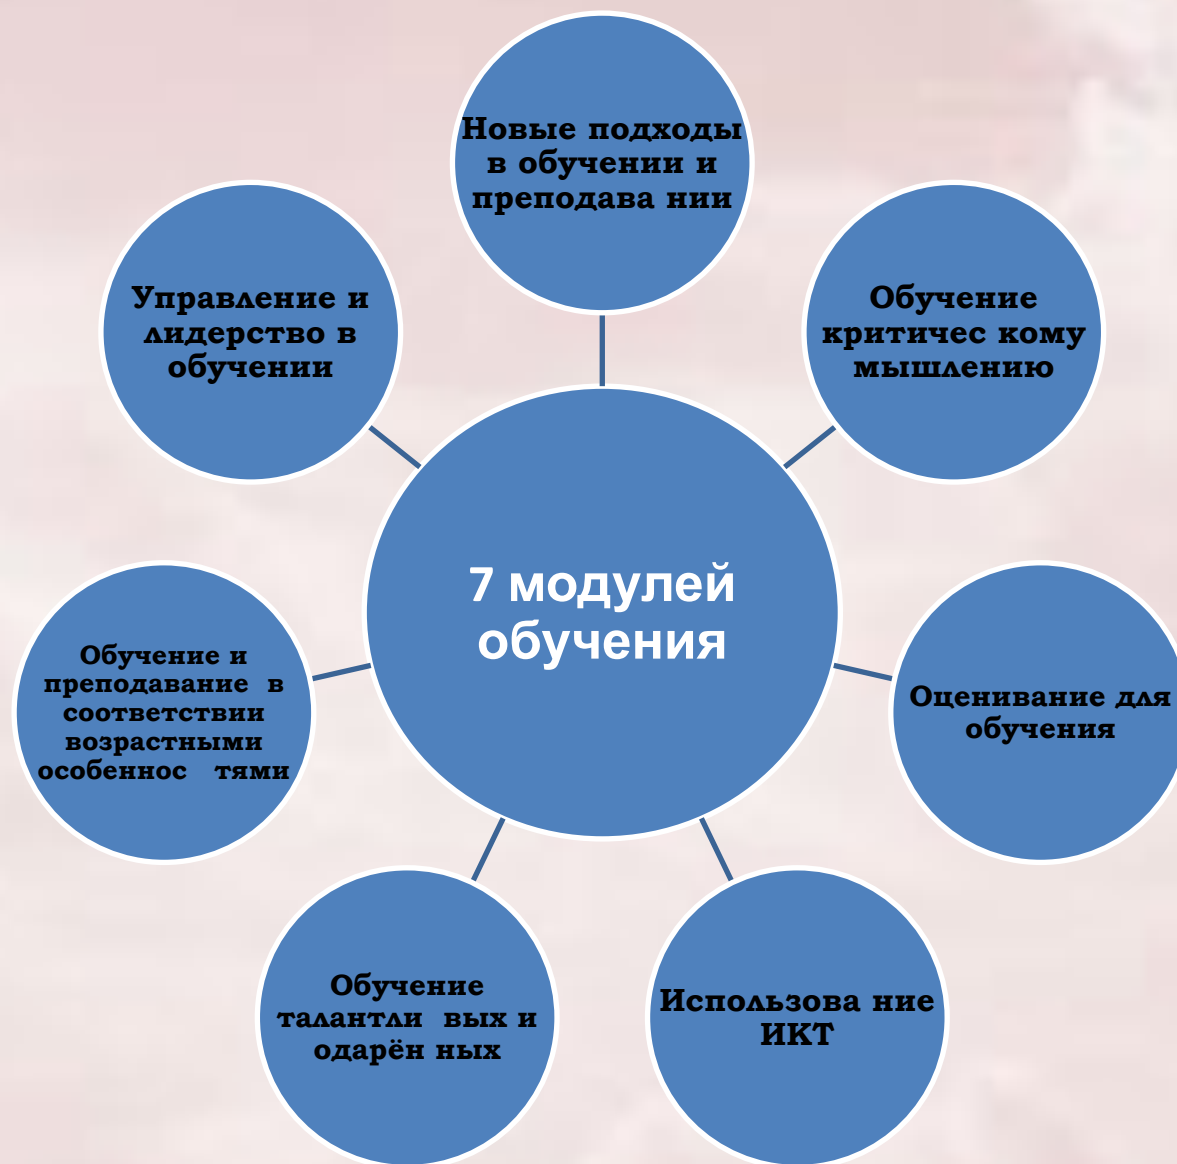 Новые подходы
в обучении и
преподава нии
Управление и
лидерство в
обучении
Обучение
критичес кому
мышлению
7 модулей
обучения
Обучение и
преподавание в
соответствии
возрастными
особеннос тями
Оценивание для
обучения
Обучение
талантли вых и
одарён ных
Использова ние
ИКТ